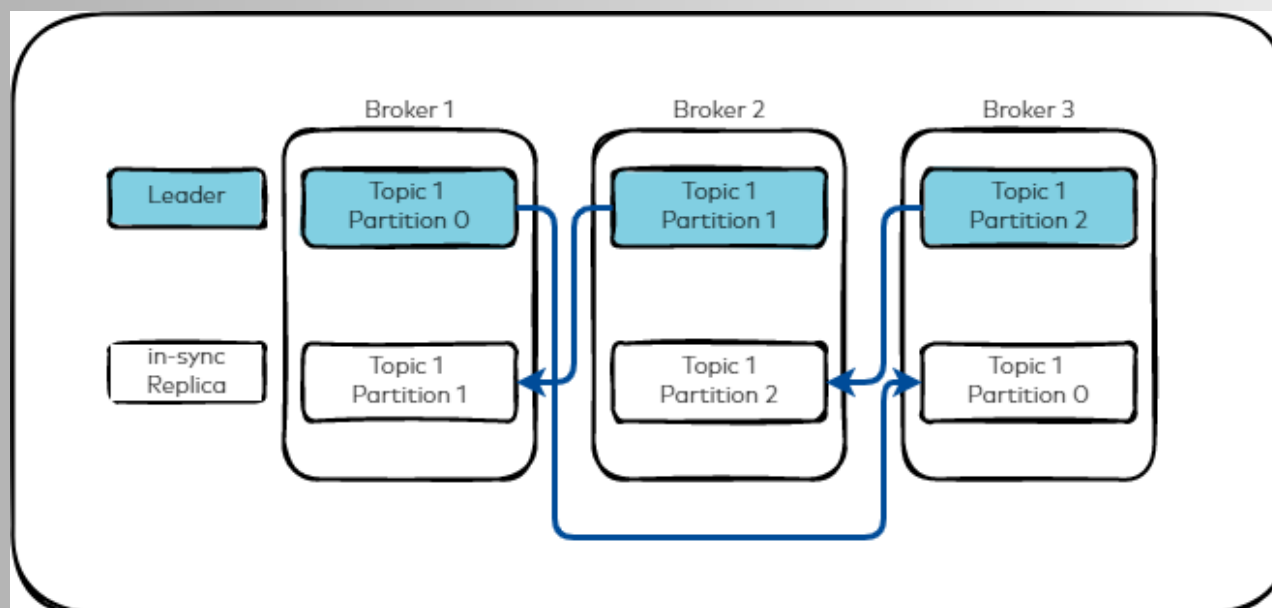 Broker 1
Broker 2
Broker 3
Leader
Topic 1
Partition 0
Topic 1
Partition 1
Topic 1
Partition 2
in-sync
Replica
Topic 1
Partition 1
Topic 1
Partition 2
Topic 1
Partition 0